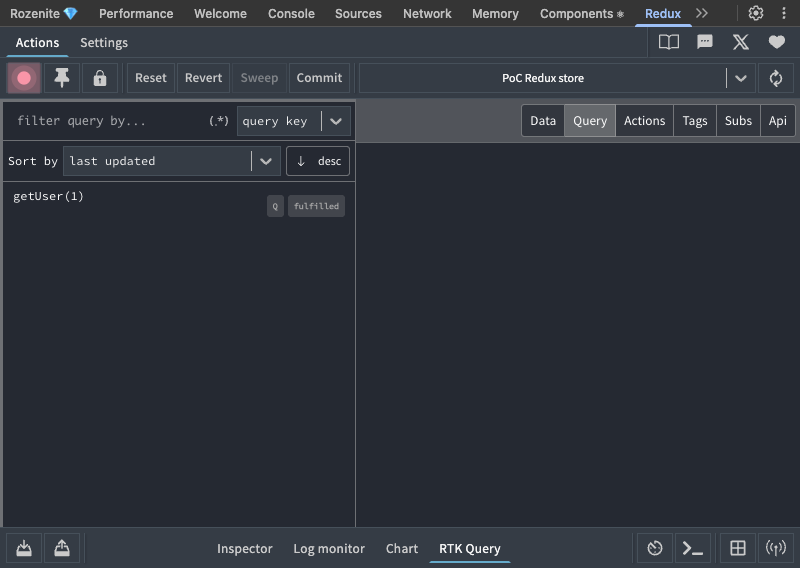 Rozenite 💎 Performance Welcome Console Sources Network Memory Components ⚛ Redux
Actions Settings
Reset Revert Sweep Commit PoC Redux store
filter query by... (.*) query key Data Query Actions Tags Subs Api
Sort by last updated ↓ desc
getUser(1) Q fulfilled
Inspector Log monitor Chart RTK Query